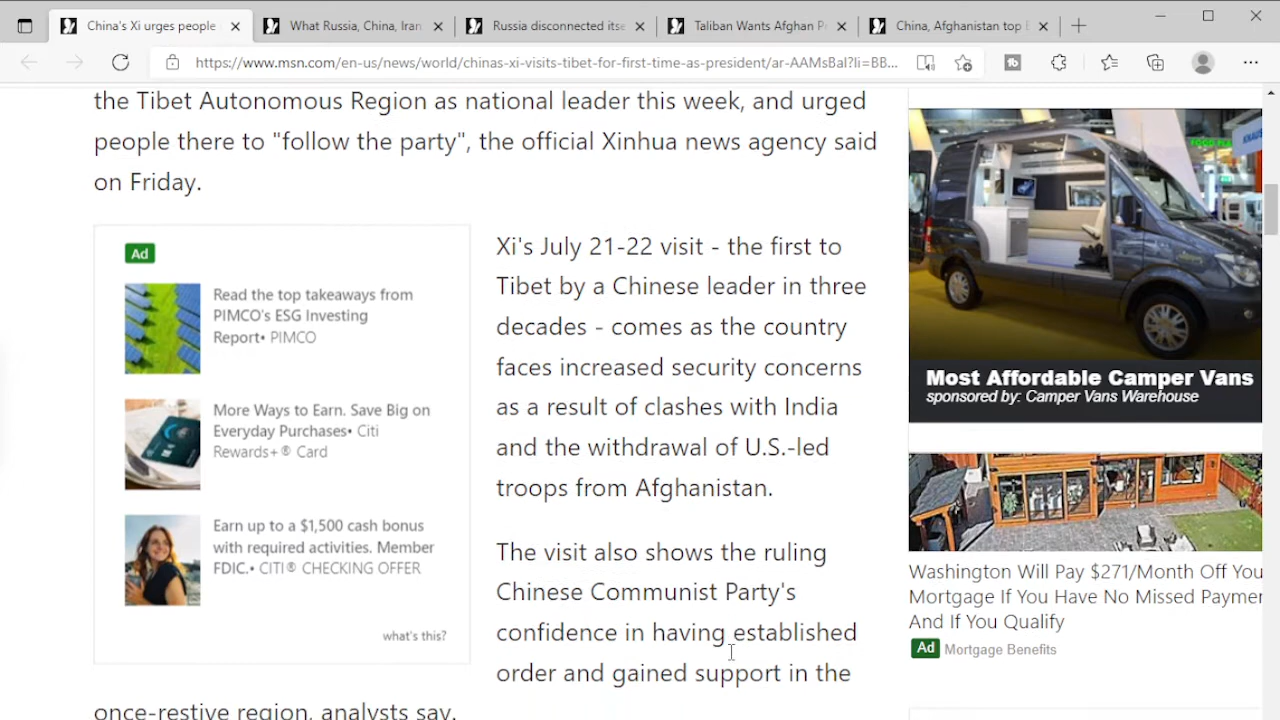 China's Xi urges people
What Russia, China, Iran
Russia disconnected itse
Taliban Wants Afghan P
China, Afghanistan top
https://www.msn.com/en-us/news/world/chinas-xi-visits-tibet-for-first-time-as-president/ar-AAMsBaI?li=BB...
the Tibet Autonomous Region as national leader this week, and urged
people there to "follow the party", the official Xinhua news agency said
on Friday.
Ad
Read the top takeaways from
PIMCO's ESG Investing
Report• PIMCO
More Ways to Earn. Save Big on
Everyday Purchases• Citi
Rewards+® Card
Earn up to a $1,500 cash bonus
with required activities. Member
FDIC.• CITI® CHECKING OFFER
what's this?
Xi's July 21-22 visit - the first to
Tibet by a Chinese leader in three
decades - comes as the country
faces increased security concerns
as a result of clashes with India
and the withdrawal of U.S.-led
troops from Afghanistan.
The visit also shows the ruling
Chinese Communist Party's
confidence in having established
order and gained support in the
once-restive region, analysts say.
Most Affordable Camper Vans
sponsored by: Camper Vans Warehouse
Washington Will Pay $271/Month Off You
Mortgage If You Have No Missed Paymer
And If You Qualify
Ad Mortgage Benefits